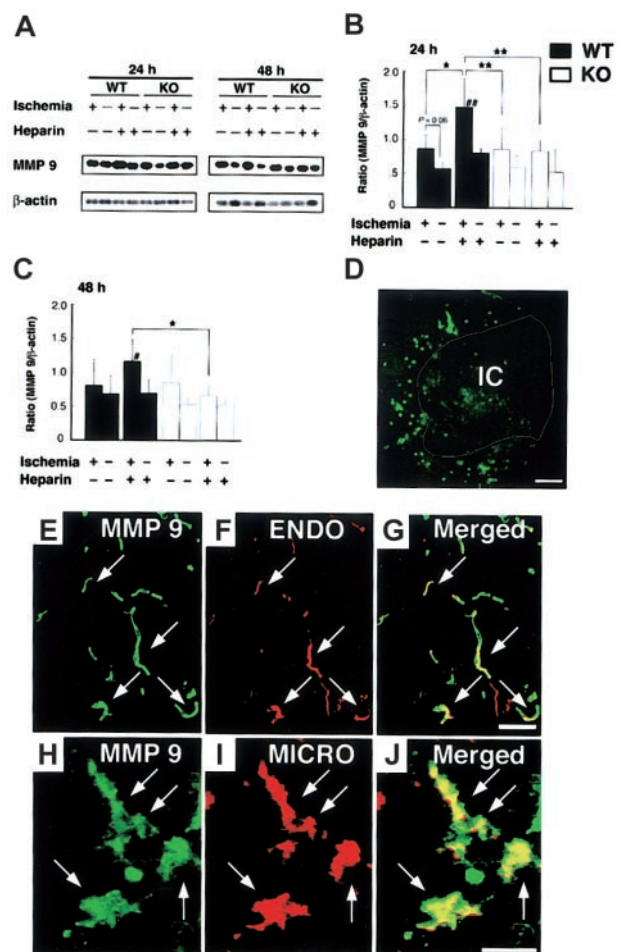 A
24 h 48 h
WT KO WT KO
Ischemia + − + − + − + − + − + − + − + −
Heparin − − + + − − + + − − + + − − + +
MMP 9
β-actin
B
24 h
WT
KO
Ratio (MMP 9/β-actin)
2.0
1.5
1.0
0.5
0
* ** **
##
P = 0.06
Ischemia + − + − + − + −
Heparin − − + + − − + +
C
48 h
Ratio (MMP 9/β-actin)
2.0
1.5
1.0
0.5
0
*
#
Ischemia + − + − + − + −
Heparin − − + + − − + +
D
IC
E MMP 9
F ENDO
G Merged
H MMP 9
I MICRO
J Merged